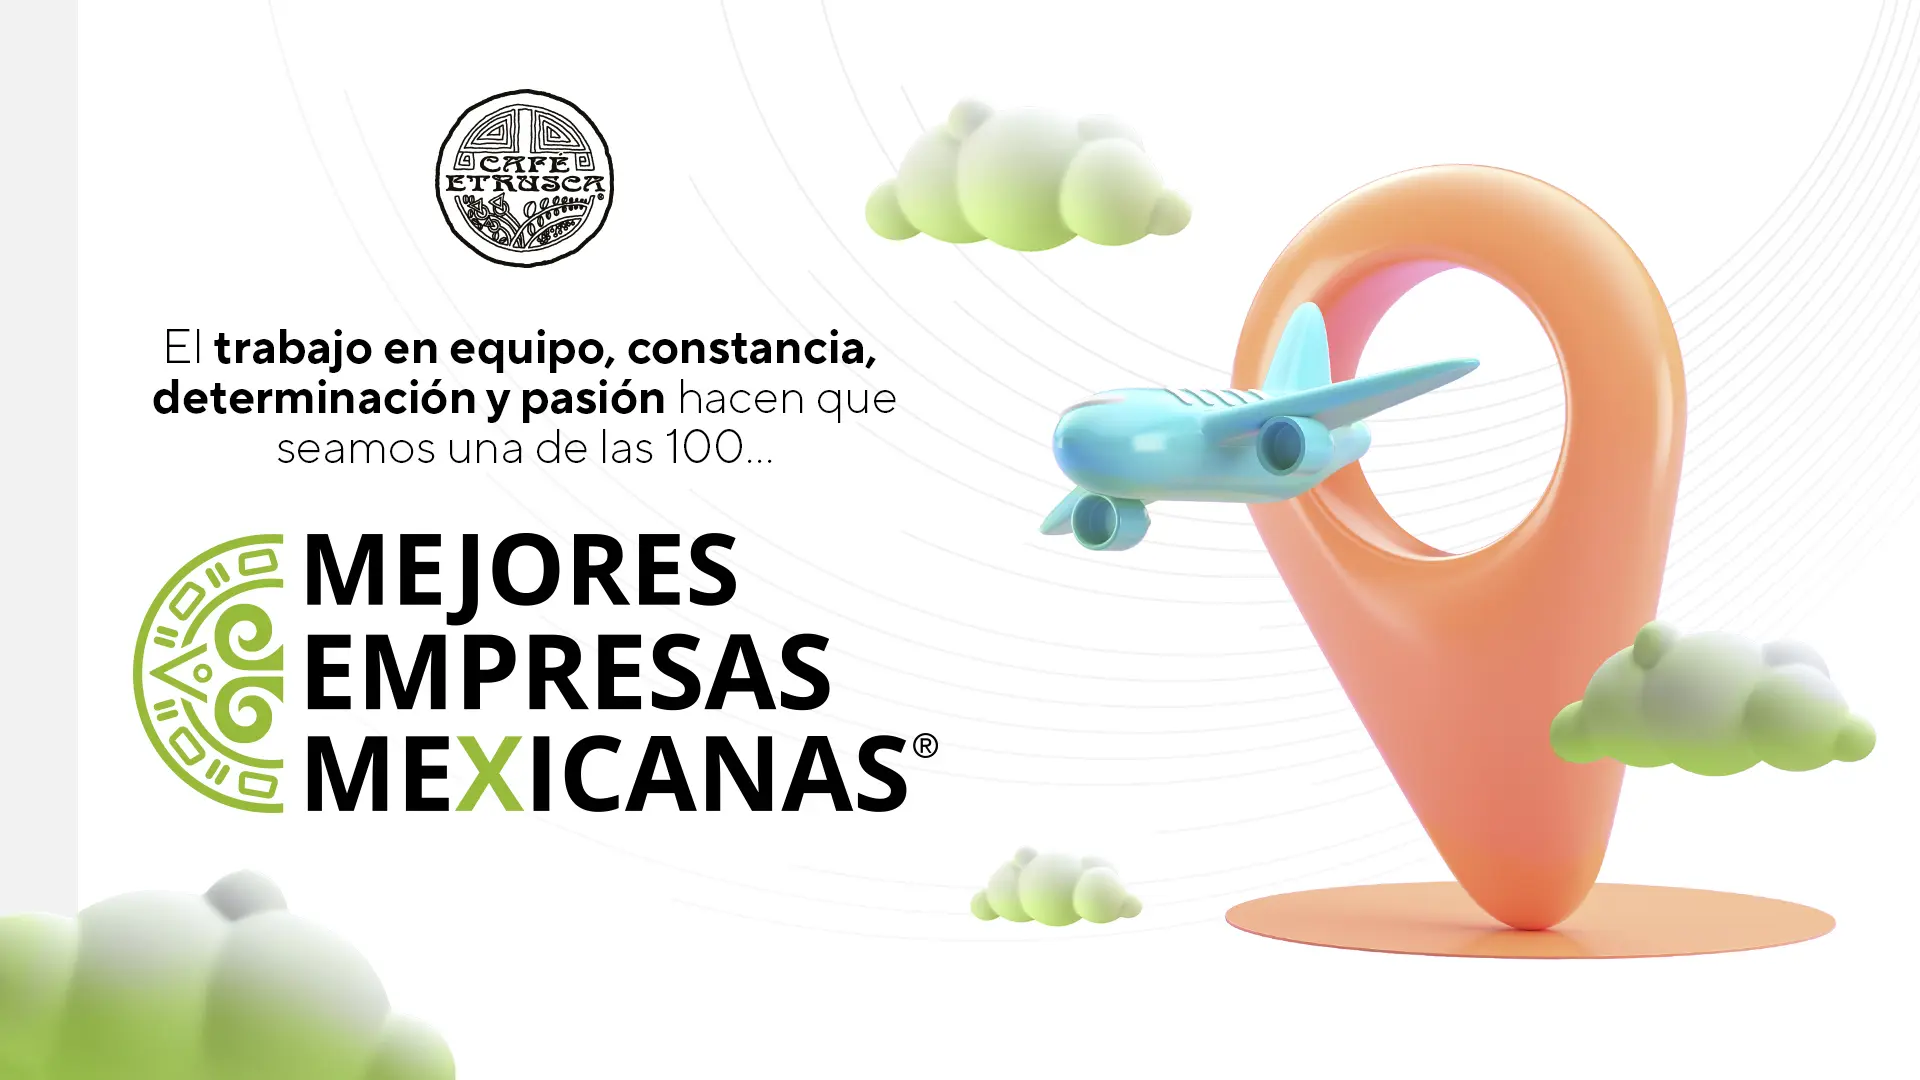 CAFÉ
ETRUSCA®
El trabajo en equipo, constancia,
determinación y pasión hacen que
seamos una de las 100...
MEJORES
EMPRESAS
MEXICANAS®